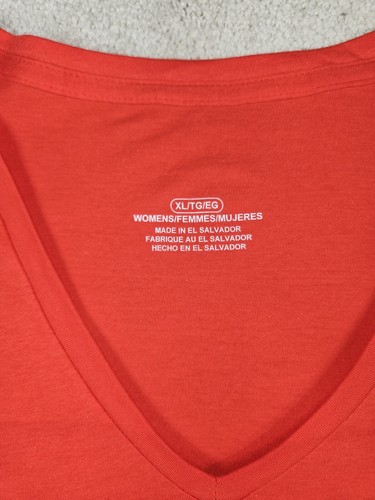 XL/TG/EG
WOMENS/FEMMES/MUJERES
MADE IN EL SALVADOR
FABRIQUE AU EL SALVADOR
HECHO EN EL SALVADOR